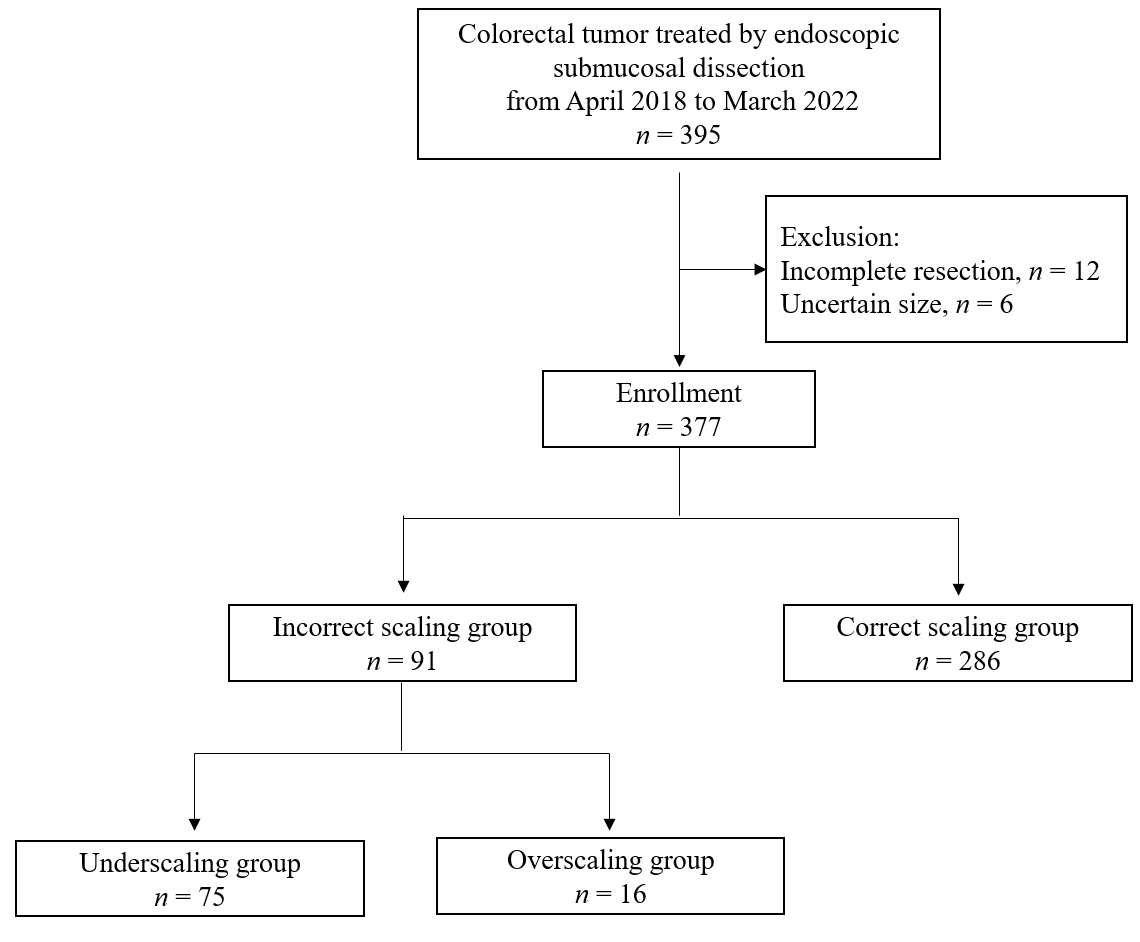 Colorectal tumor treated by endoscopic
submucosal dissection
from April 2018 to March 2022
n = 395
Exclusion:
Incomplete resection, n = 12
Uncertain size, n = 6
Enrollment
n = 377
Incorrect scaling group
n = 91
Correct scaling group
n = 286
Underscaling group
n = 75
Overscaling group
n = 16